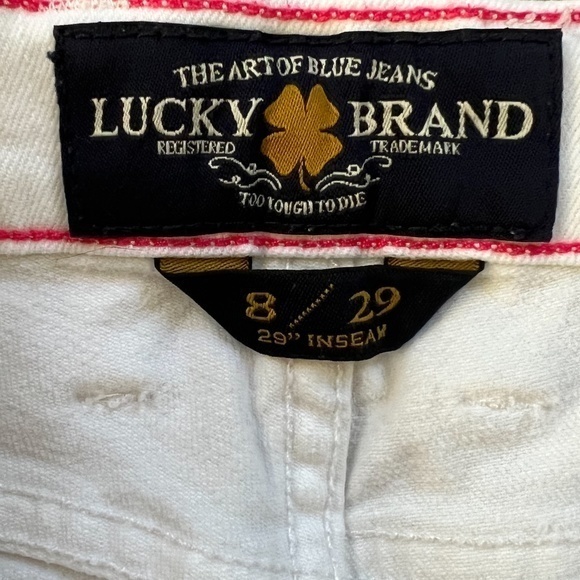 THE ART OF BLUE JEANS
LUCKY BRAND
REGISTERED TRADEMARK
TOO TOUGH TO DIE
8 / 29
29" INSEAM